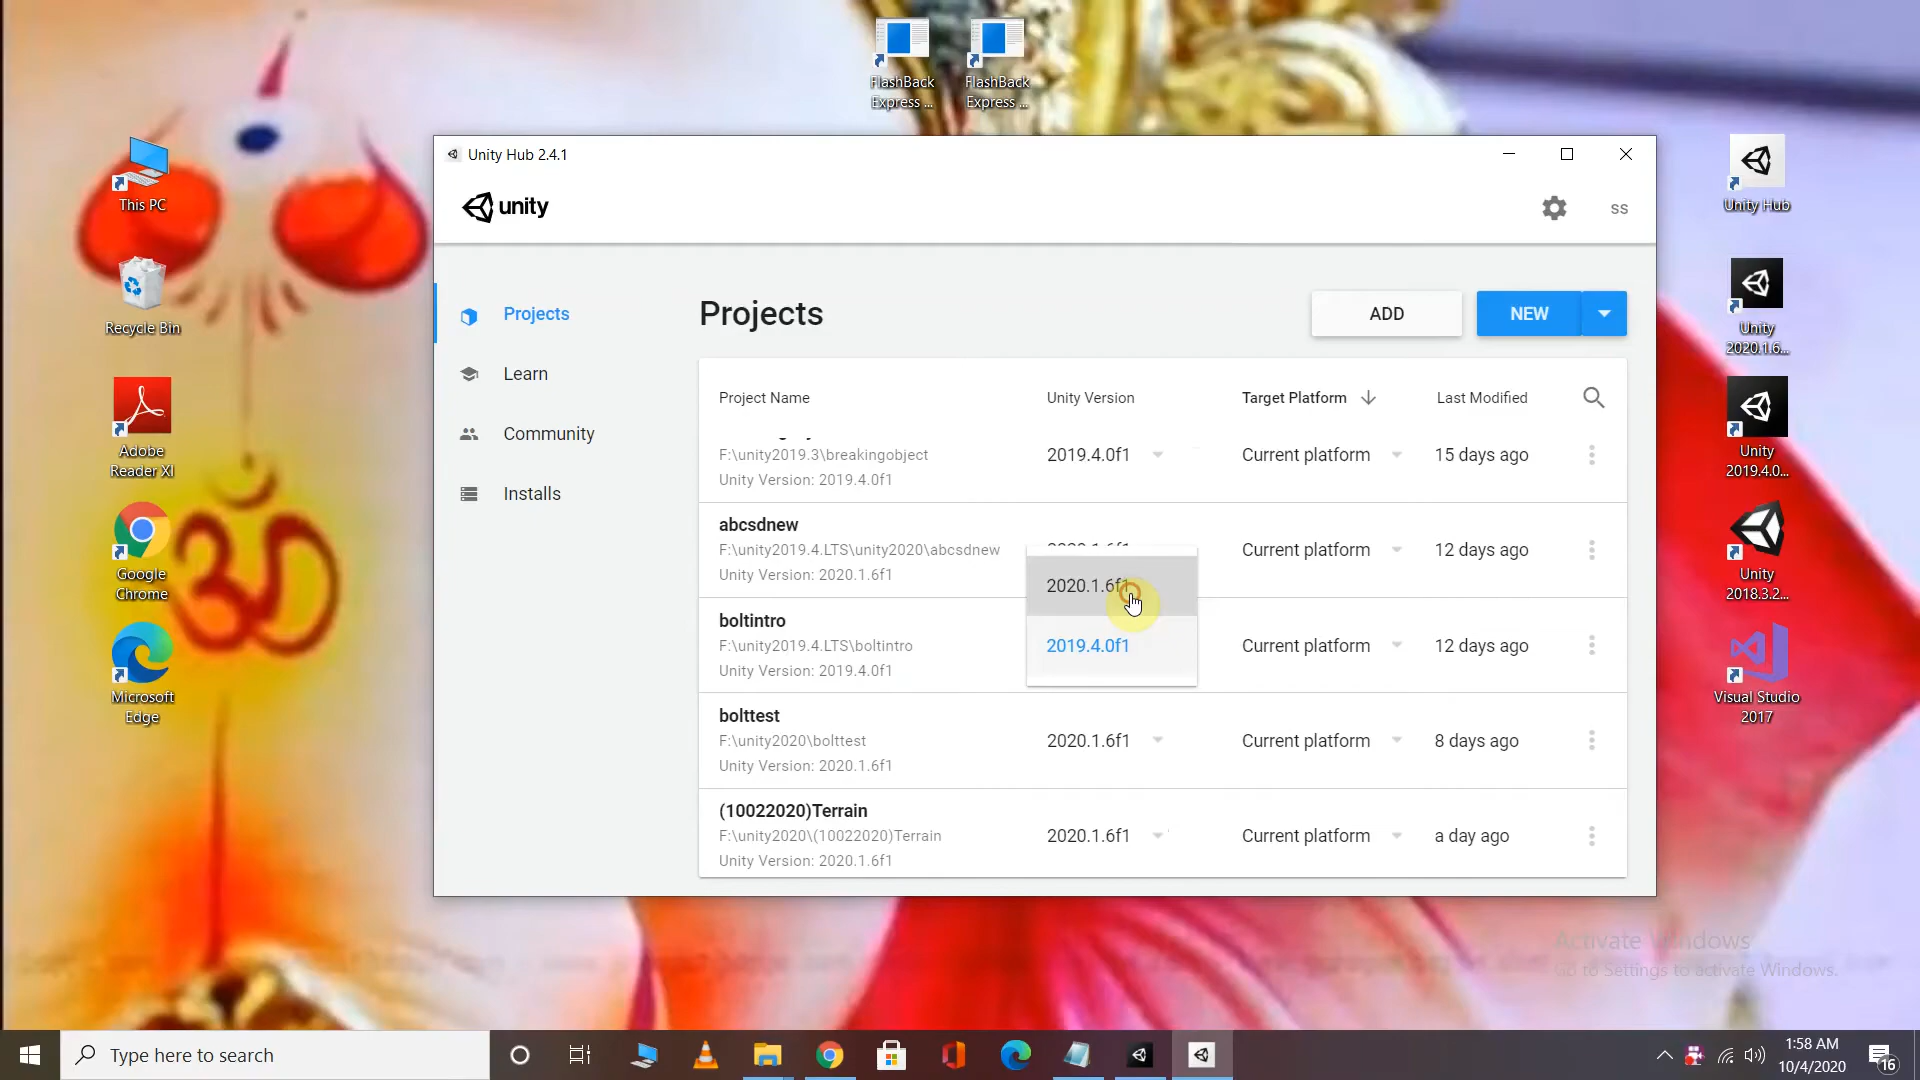 FlashBack
Express ...
FlashBack
Express ...
This PC
Recycle Bin
Adobe
Reader XI
Google
Chrome
Microsoft
Edge
Unity Hub 2.4.1
unity
SS
Projects
Learn
Community
Installs
Projects
ADD
NEW
Project Name
Unity Version
Target Platform
Last Modified
F:\unity2019.3\breakingobject
Unity Version: 2019.4.0f1
2019.4.0f1
Current platform
15 days ago
abcsdnew
F:\unity2019.4.LTS\unity2020\abcsdnew
Unity Version: 2020.1.6f1
2020.1.6f1
2019.4.0f1
Current platform
12 days ago
boltintro
F:\unity2019.4.LTS\boltintro
Unity Version: 2019.4.0f1
Current platform
12 days ago
bolttest
F:\unity2020\bolttest
Unity Version: 2020.1.6f1
2020.1.6f1
Current platform
8 days ago
(10022020)Terrain
F:\unity2020\(10022020)Terrain
Unity Version: 2020.1.6f1
2020.1.6f1
Current platform
a day ago
Unity Hub
Unity
2020.1.6...
Unity
2019.4.0...
Unity
2018.3.2...
Visual Studio
2017
Activate Windows
Go to Settings to activate Windows.
Type here to search
1:58 AM
10/4/2020
16